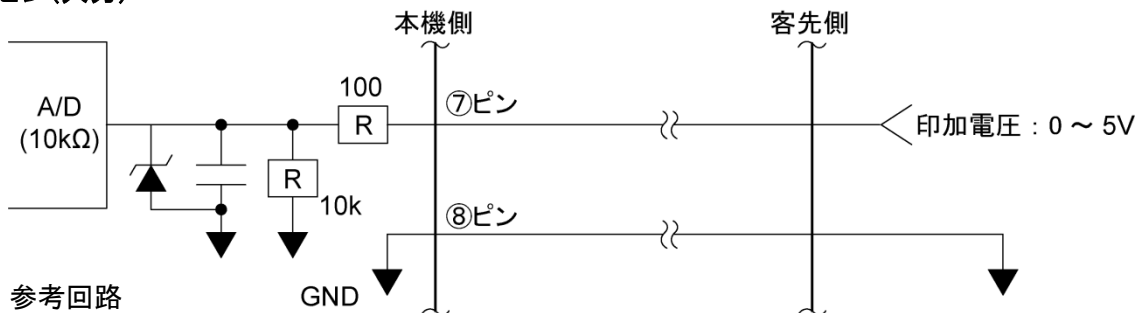 本機側
客先側
A/D
(10kΩ)
100
R
⑦ピン
印加電圧：0 ～ 5V
R
10k
⑧ピン
参考回路
GND